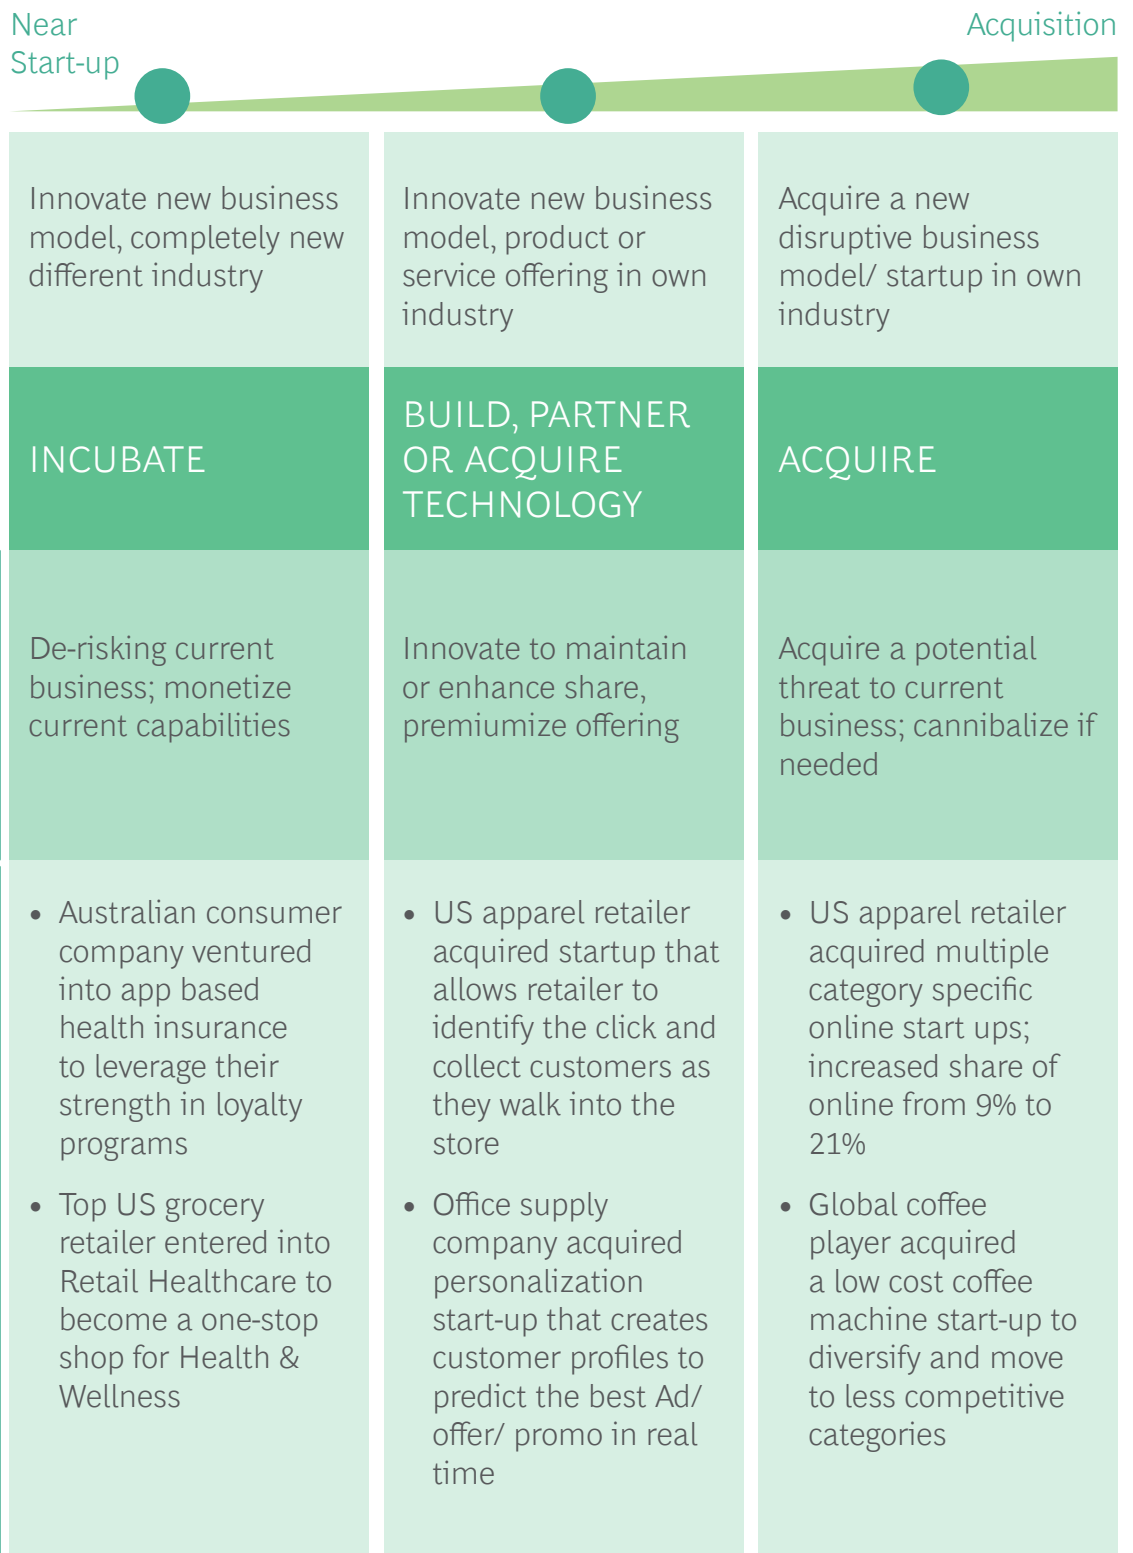 Near
Start-up
Acquisition
Innovate new business
model, completely new
different industry
Innovate new business
model, product or
service offering in own
industry
Acquire a new
disruptive business
model/ startup in own
industry
INCUBATE
BUILD, PARTNER
OR ACQUIRE
TECHNOLOGY
ACQUIRE
De-risking current
business; monetize
current capabilities
Innovate to maintain
or enhance share,
premiumize offering
Acquire a potential
threat to current
business; cannibalize if
needed
• Australian consumer
company ventured
into app based
health insurance
to leverage their
strength in loyalty
programs
• Top US grocery
retailer entered into
Retail Healthcare to
become a one-stop
shop for Health &
Wellness
• US apparel retailer
acquired startup that
allows retailer to
identify the click and
collect customers as
they walk into the
store
• Office supply
company acquired
personalization
start-up that creates
customer profiles to
predict the best Ad/
offer/ promo in real
time
• US apparel retailer
acquired multiple
category specific
online start ups;
increased share of
online from 9% to
21%
• Global coffee
player acquired
a low cost coffee
machine start-up to
diversify and move
to less competitive
categories